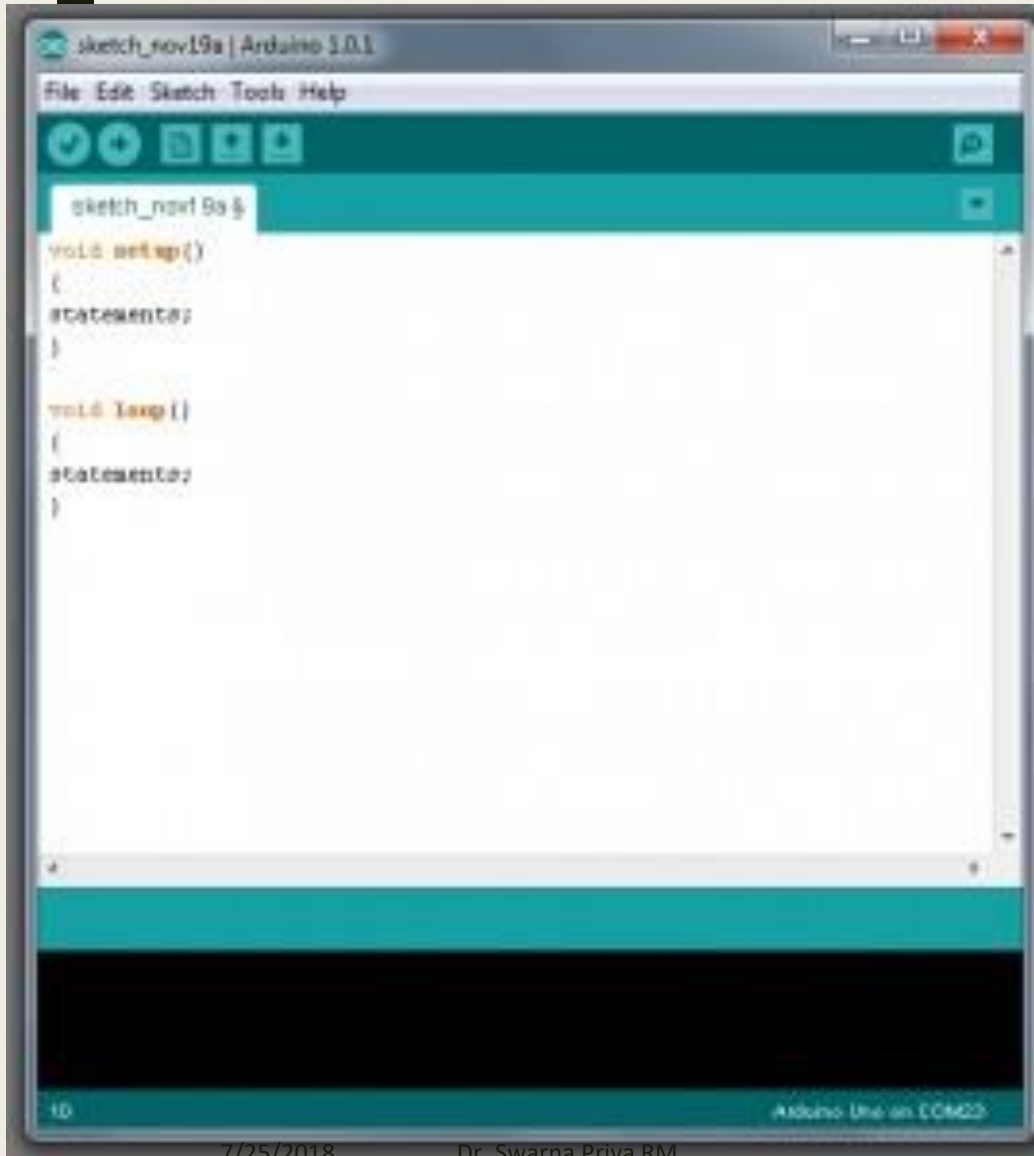 sketch_nov19a | Arduino 1.0.1
File Edit Sketch Tools Help
sketch_nov19a §
void setup()
{
statements;
}
void loop()
{
statements;
}
10
Arduino Uno on COM23
7/25/2018 Dr. Swarna Priya RM